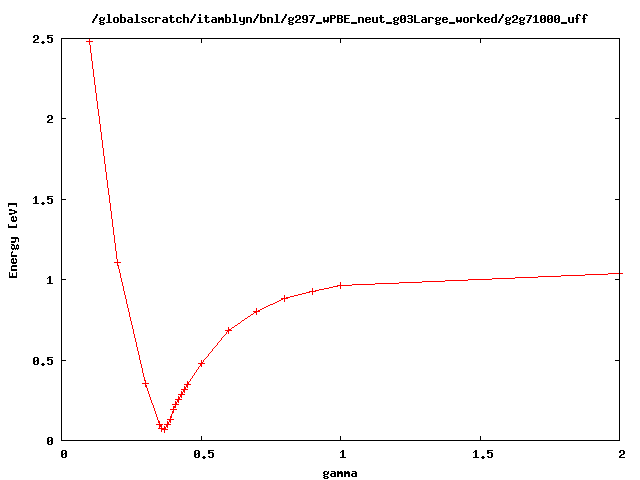 /globalscratch/itamblyn/bnl/g297_wPBE_neut_g03Large_worked/g2g71000_uff
2.5
2
1.5
1
0.5
0
Energy [eV]
0 0.5 1 1.5 2
gamma